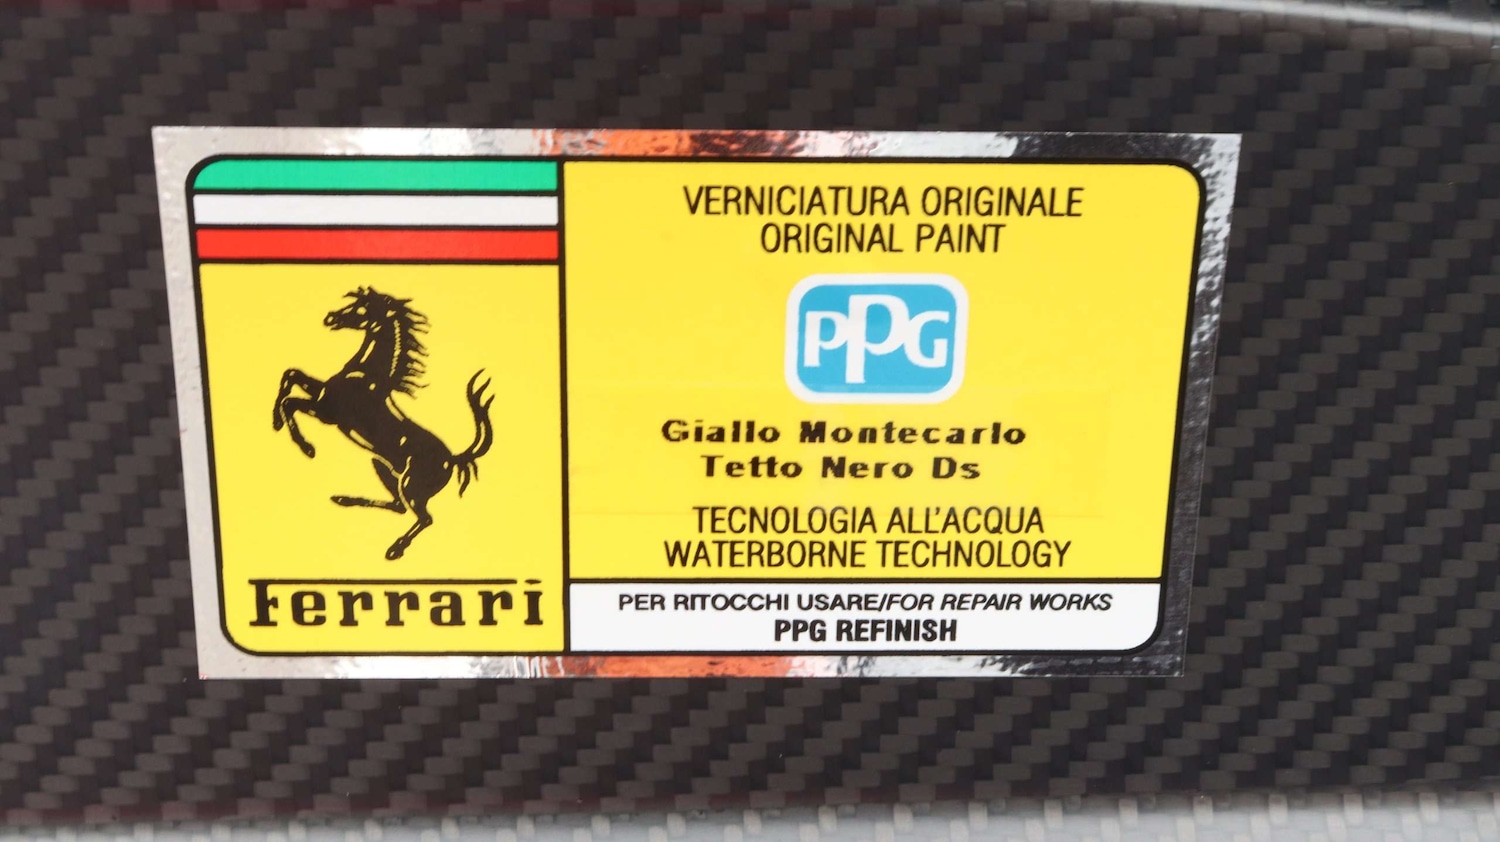 Ferrari
VERNICIATURA ORIGINALE
ORIGINAL PAINT
PPG
Giallo Montecarlo
Tetto Nero Ds
TECNOLOGIA ALL'ACQUA
WATERBORNE TECHNOLOGY
PER RITOCCHI USARE/FOR REPAIR WORKS
PPG REFINISH